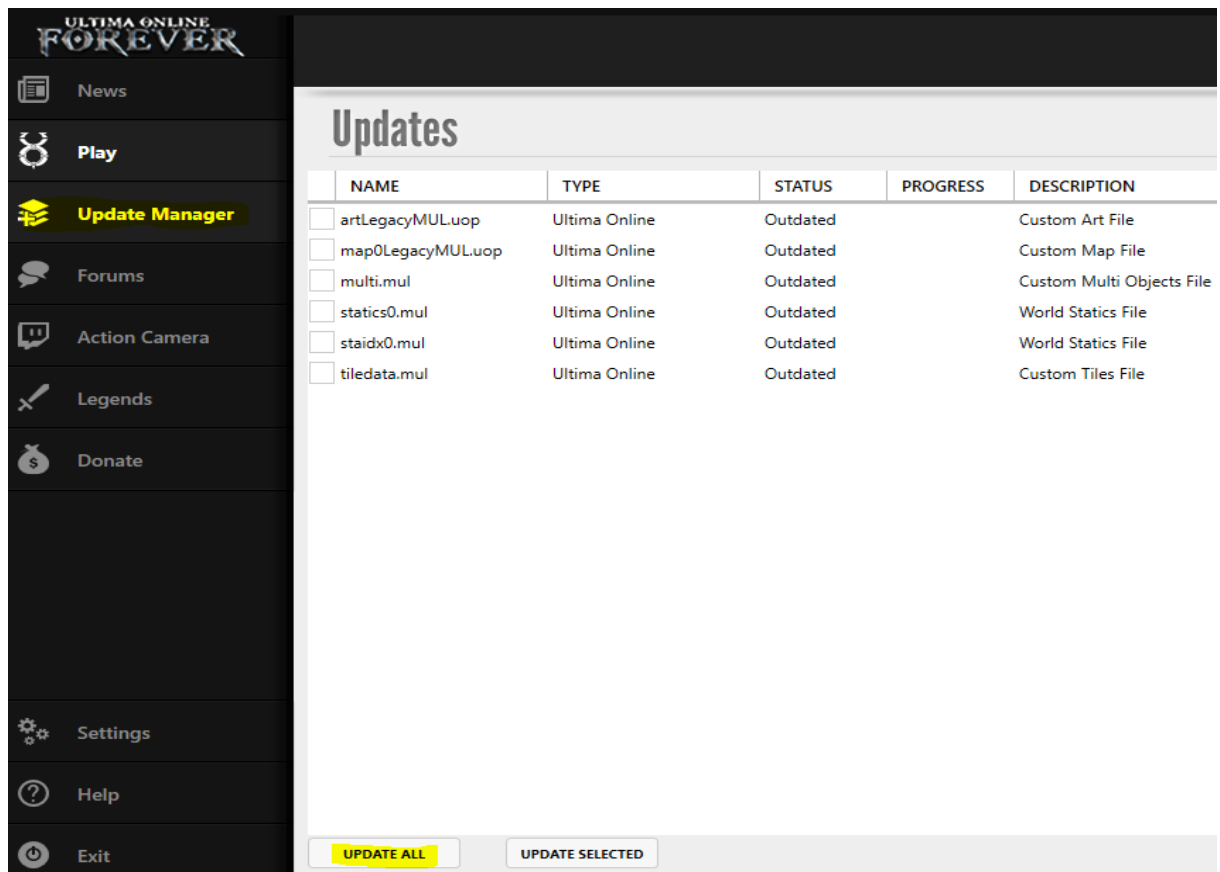 ULTIMA ONLINE
FOREVER
News
Play
Update Manager
Forums
Action Camera
Legends
Donate
Settings
Help
Exit
Updates
NAME TYPE STATUS PROGRESS DESCRIPTION
artLegacyMUL.uop Ultima Online Outdated Custom Art File
map0LegacyMUL.uop Ultima Online Outdated Custom Map File
multi.mul Ultima Online Outdated Custom Multi Objects File
statics0.mul Ultima Online Outdated World Statics File
staidx0.mul Ultima Online Outdated World Statics File
tiledata.mul Ultima Online Outdated Custom Tiles File
UPDATE ALL UPDATE SELECTED